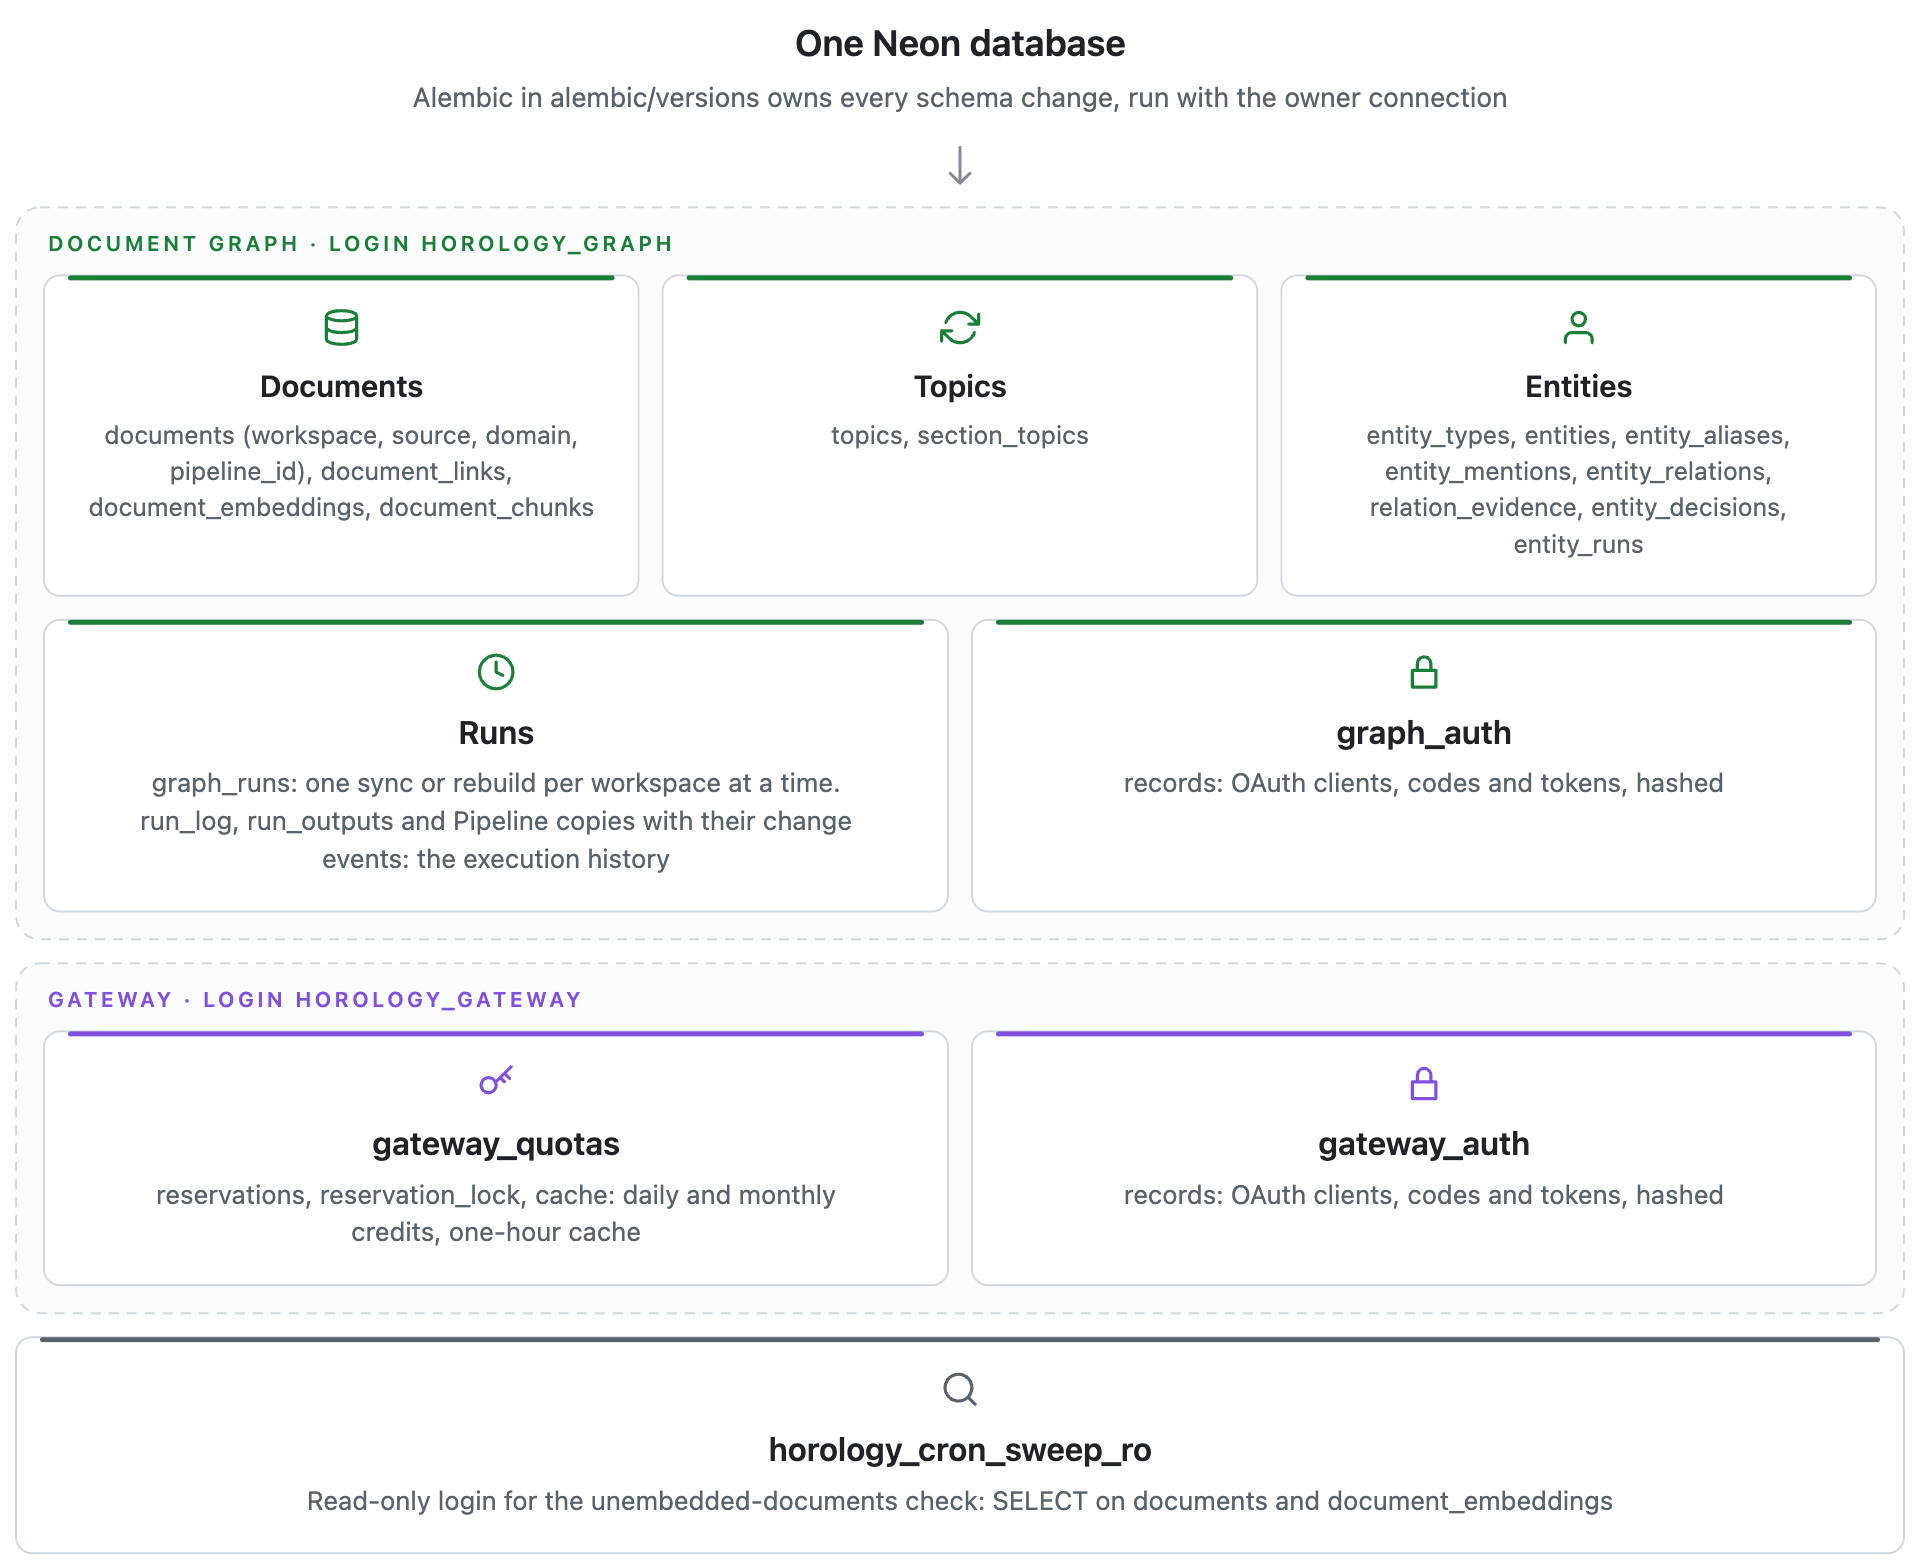 One Neon database
Alembic in alembic/versions owns every schema change, run with the owner connection
DOCUMENT GRAPH · LOGIN HOROLOGY_GRAPH
Documents
documents (workspace, source, domain,
pipeline_id), document_links,
document_embeddings, document_chunks
Topics
topics, section_topics
Entities
entity_types, entities, entity_aliases,
entity_mentions, entity_relations,
relation_evidence, entity_decisions,
entity_runs
Runs
graph_runs: one sync or rebuild per workspace at a time.
run_log, run_outputs and Pipeline copies with their change
events: the execution history
graph_auth
records: OAuth clients, codes and tokens, hashed
GATEWAY · LOGIN HOROLOGY_GATEWAY
gateway_quotas
reservations, reservation_lock, cache: daily and monthly
credits, one-hour cache
gateway_auth
records: OAuth clients, codes and tokens, hashed
horology_cron_sweep_ro
Read-only login for the unembedded-documents check: SELECT on documents and document_embeddings